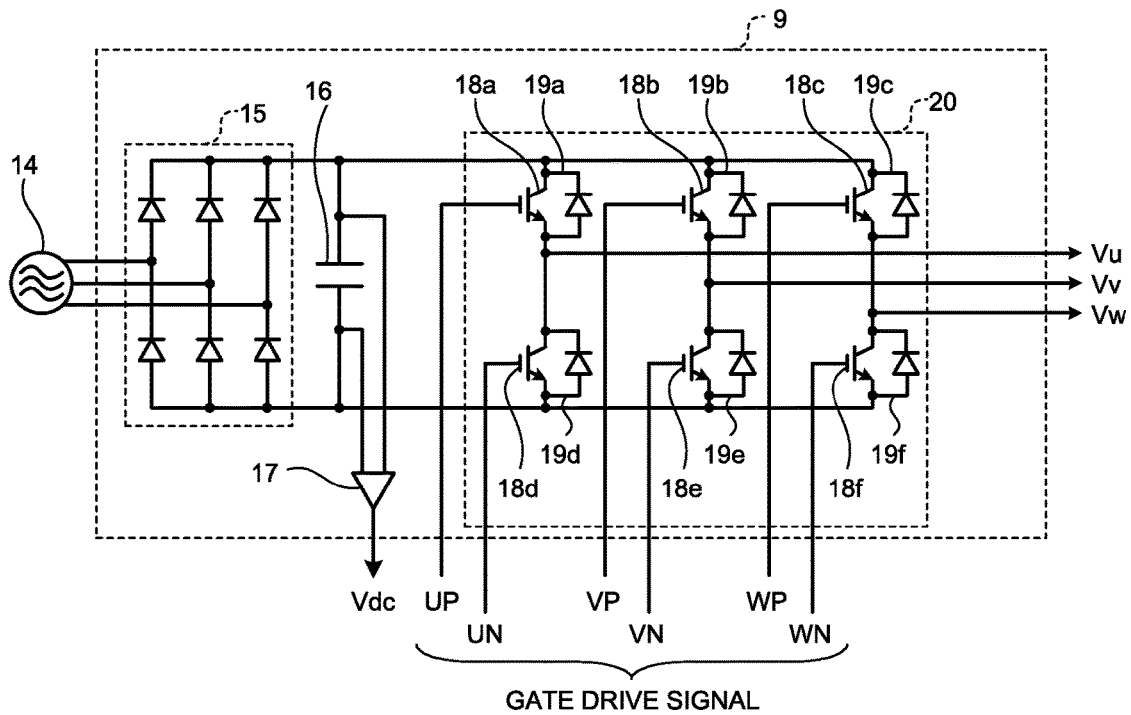 9
18a
19a
18b
19b
18c
19c
20
16
15
14
Vu
Vv
Vw
17
18d
19d
18e
19e
18f
19f
Vdc
UP
VP
WP
UN
VN
WN
GATE DRIVE SIGNAL